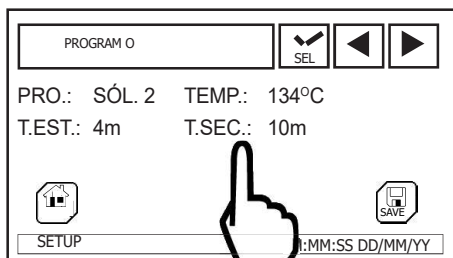 PROGRAM O
SEL
PRO.: SÓL. 2 TEMP.: 134°C
T.EST.: 4m T.SEC.: 10m
SAVE
SETUP :MM:SS DD/MM/YY